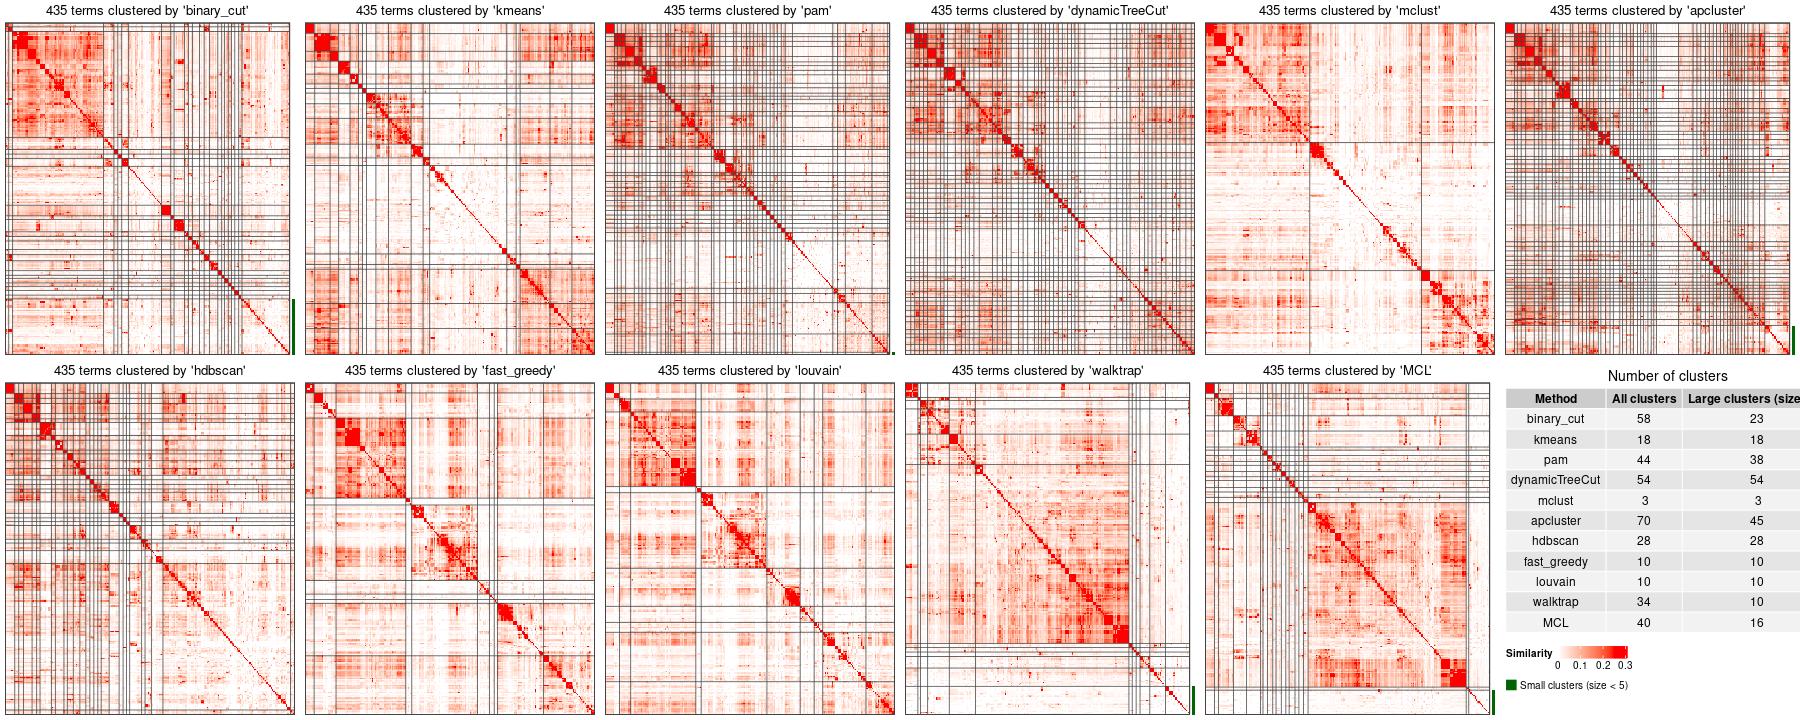 435 terms clustered by 'binary_cut'
435 terms clustered by 'kmeans'
435 terms clustered by 'pam'
435 terms clustered by 'dynamicTreeCut'
435 terms clustered by 'mclust'
435 terms clustered by 'apcluster'
435 terms clustered by 'hdbscan'
435 terms clustered by 'fast_greedy'
435 terms clustered by 'louvain'
435 terms clustered by 'walktrap'
435 terms clustered by 'MCL'
Number of clusters
Method All clusters Large clusters (size
binary_cut 58 23
kmeans 18 18
pam 44 38
dynamicTreeCut 54 54
mclust 3 3
apcluster 70 45
hdbscan 28 28
fast_greedy 10 10
louvain 10 10
walktrap 34 10
MCL 40 16
Similarity
0 0.1 0.2 0.3
Small clusters (size < 5)